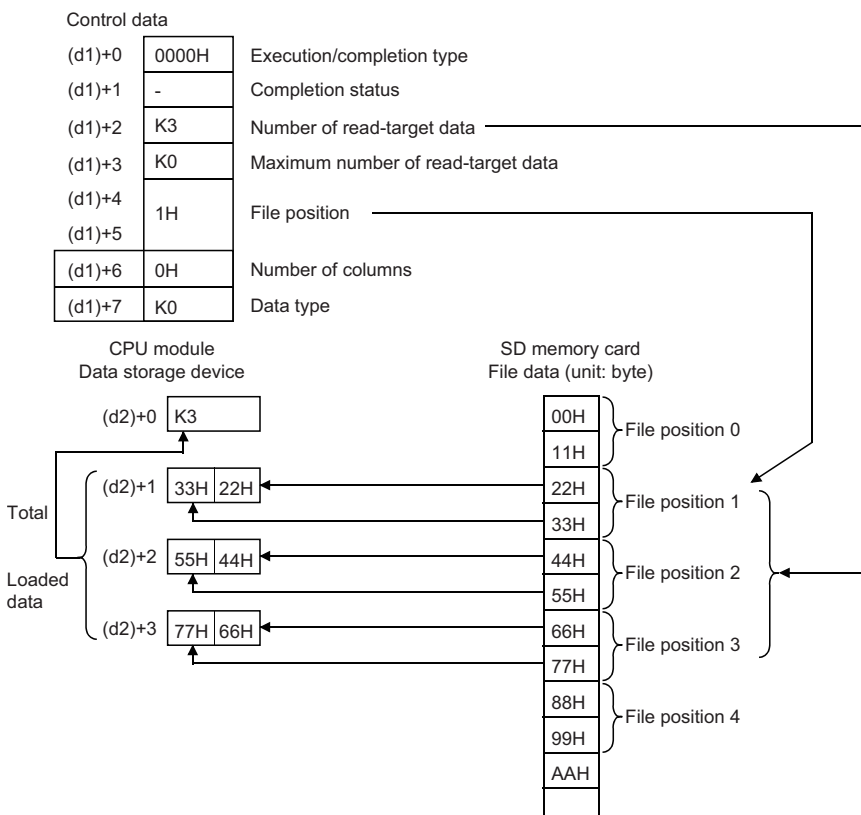 Control data
(d1)+0 0000H Execution/completion type
(d1)+1 - Completion status
(d1)+2 K3 Number of read-target data
(d1)+3 K0 Maximum number of read-target data
(d1)+4
1H File position
(d1)+5
(d1)+6 0H Number of columns
(d1)+7 K0 Data type
CPU module
Data storage device
SD memory card
File data (unit: byte)
(d2)+0 K3
00H
File position 0
11H
(d2)+1 33H 22H
22H
File position 1
Total
33H
(d2)+2 55H 44H
44H
File position 2
Loaded
data
55H
(d2)+3 77H 66H
66H
File position 3
77H
88H
File position 4
99H
AAH